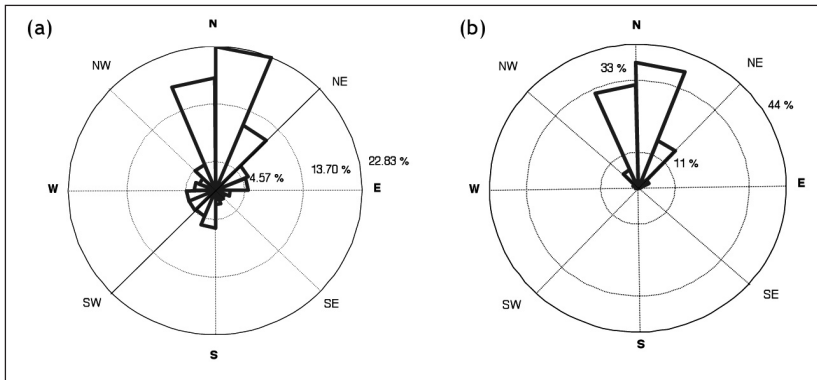 (a)
N
NW
NE
W
4.57 %
13.70 %
22.83 %
E
SW
SE
S
(b)
N
NW
33 %
NE
44 %
11 %
W
E
SW
SE
S